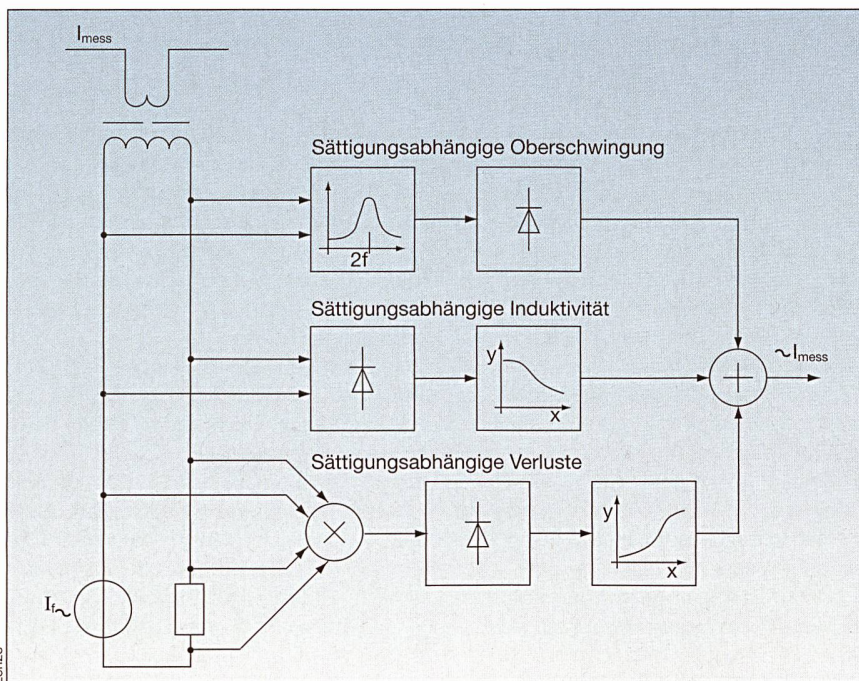 I_mess
Sättigungsabhängige Oberschwingung
2f
Sättigungsabhängige Induktivität
y
x
~I_mess
+
Sättigungsabhängige Verluste
×
y
x
I_f~